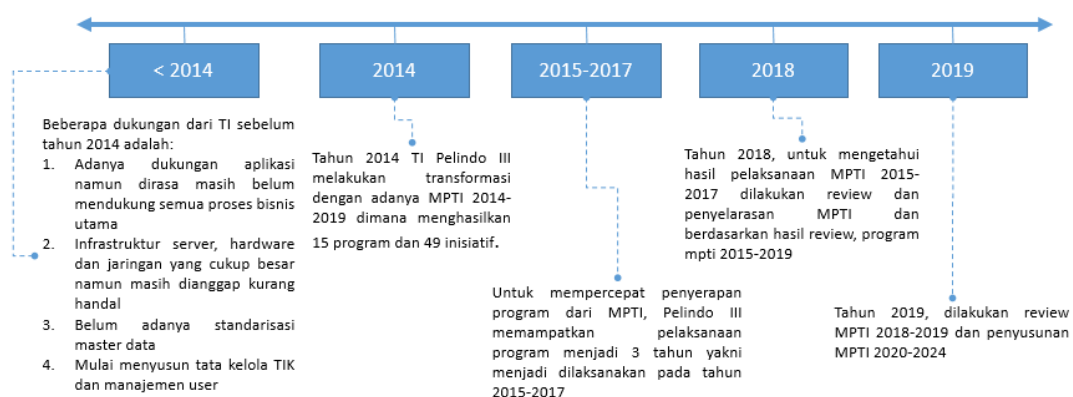 < 2014
2014
2015-2017
2018
2019
Beberapa dukungan dari TI sebelum
tahun 2014 adalah:
1. Adanya dukungan aplikasi
namun dirasa masih belum
mendukung semua proses bisnis
utama
2. Infrastruktur server, hardware
dan jaringan yang cukup besar
namun masih dianggap kurang
handal
3. Belum adanya standarisasi
master data
4. Mulai menyusun tata kelola TIK
dan manajemen user
Tahun 2014 TI Pelindo III
melakukan transformasi
dengan adanya MPTI 2014-
2019 dimana menghasilkan
15 program dan 49 inisiatif.
Untuk mempercepat penyerapan
program dari MPTI, Pelindo III
memampatkan pelaksanaan
program menjadi 3 tahun yakni
menjadi dilaksanakan pada tahun
2015-2017
Tahun 2018, untuk mengetahui
hasil pelaksanaan MPTI 2015-
2017 dilakukan review dan
penyelarasan MPTI dan
berdasarkan hasil review, program
mpti 2015-2019
Tahun 2019, dilakukan review
MPTI 2018-2019 dan penyusunan
MPTI 2020-2024